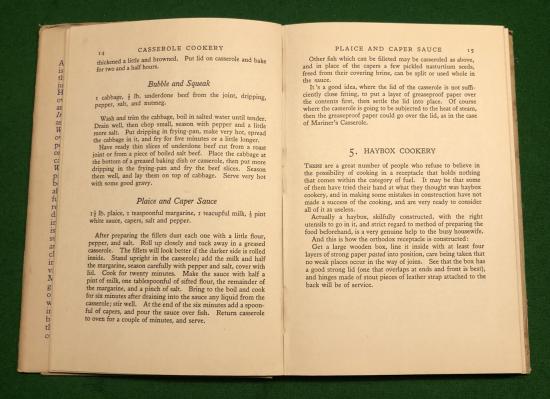 14 CASSEROLE COOKERY
thickened a little and browned. Put lid on casserole and bake
for two and a half hours.
Bubble and Squeak
1 cabbage, ½ lb. underdone beef from the joint, dripping,
pepper, salt, and nutmeg.
Wash and trim the cabbage, boil in salted water until tender.
Drain well, then chop small, season with pepper and a little
more salt. Put dripping in frying-pan, make very hot, spread
the cabbage in it, and fry for five minutes or a little longer.
Have ready thin slices of underdone beef cut from a roast
joint or from a piece of boiled salt beef. Place the cabbage at
the bottom of a greased baking dish or casserole, then put more
dripping in the frying-pan and fry the beef slices. Season
them well, and lay them on top of cabbage. Serve very hot
with some good gravy.
Plaice and Caper Sauce
1½ lb. plaice, 1 teaspoonful margarine, 1 teacupful milk, ½ pint
white sauce, capers, salt and pepper.
After preparing the fillets dust each one with a little flour,
pepper, and salt. Roll up closely and tack away in a greased
casserole. The fillets will look better if the darker side is rolled
inside. Stand upright in the casserole; add the milk and half
the margarine, season carefully with pepper and salt, cover with
lid. Cook for twenty minutes. Make the sauce with half a
pint of milk, one tablespoonful of sifted flour, the remainder of
the margarine, and a pinch of salt. Bring to the boil and cook
for six minutes after draining into the sauce any liquid from the
casserole; stir well. At the end of the six minutes add a spoon-
ful of capers, and pour the sauce over fish. Return casserole
to oven for a couple of minutes, and serve.
PLAICE AND CAPER SAUCE 15
Other fish which can be filleted may be casseroled as above,
and in place of the capers a few pickled nasturtium seeds,
freed from their covering brine, can be split or used whole in
the sauce.
It's a good idea, where the lid of the casserole is not suffi-
ciently close fitting, to put a layer of greaseproof paper over
the contents first, then settle the lid into place. Of course
where the casserole is going to be subjected to the heat of steam,
then the greaseproof paper could go over the lid, as in the case
of Mariner's Casserole.
5. HAYBOX COOKERY
THERE are a great number of people who refuse to believe in
the possibility of cooking in a receptacle that holds nothing
that comes within the category of fuel. It may be that some
of them have tried their hand at what they thought was haybox
cookery, and in making some mistakes in construction have not
made a success of the cooking, and are very ready to consider
all of it as useless.
Actually a haybox, skilfully constructed, with the right
utensils to go in it, and strict regard to method of preparing the
food beforehand, is a very genuine help to the busy housewife.
And this is how the orthodox receptacle is constructed:
Get a large wooden box, line it inside with at least four
layers of strong paper pasted into position, care being taken that
no weak places occur in the way of joins. See that the box has
a good strong lid (one that overlaps at ends and front is best),
and hinges made of stout pieces of leather strap attached to the
back will be of service.